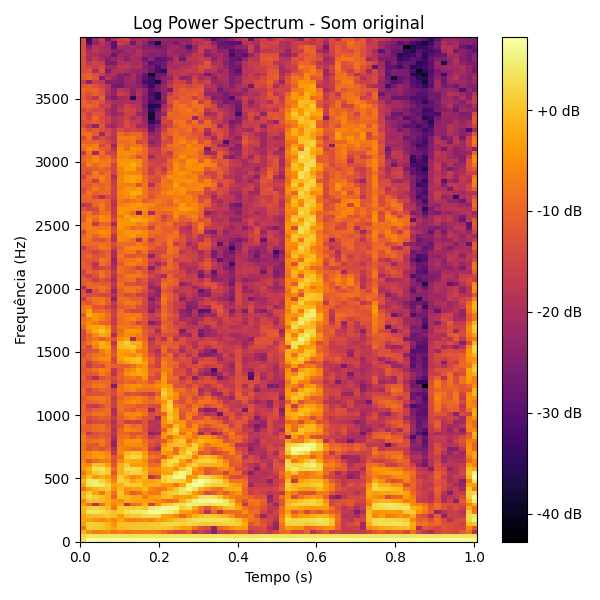 Log Power Spectrum - Som original
Frequência (Hz)
3500
3000
2500
2000
1500
1000
500
0
0.0 0.2 0.4 0.6 0.8 1.0
Tempo (s)
+0 dB
-10 dB
-20 dB
-30 dB
-40 dB